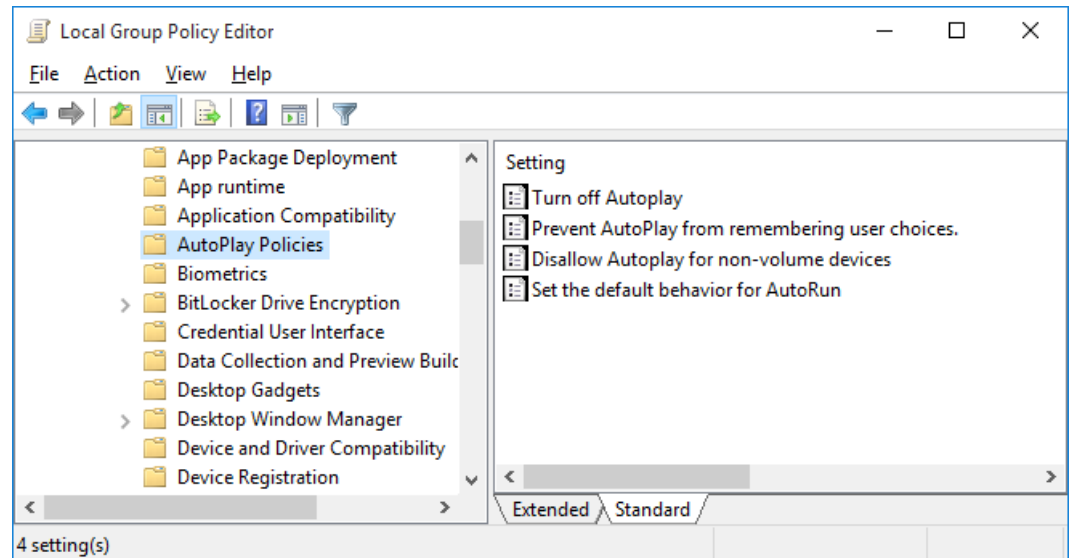 Local Group Policy Editor
File Action View Help
App Package Deployment
App runtime
Application Compatibility
AutoPlay Policies
Biometrics
BitLocker Drive Encryption
Credential User Interface
Data Collection and Preview Builc
Desktop Gadgets
Desktop Window Manager
Device and Driver Compatibility
Device Registration
Setting
Turn off Autoplay
Prevent AutoPlay from remembering user choices.
Disallow Autoplay for non-volume devices
Set the default behavior for AutoRun
Extended Standard
4 setting(s)